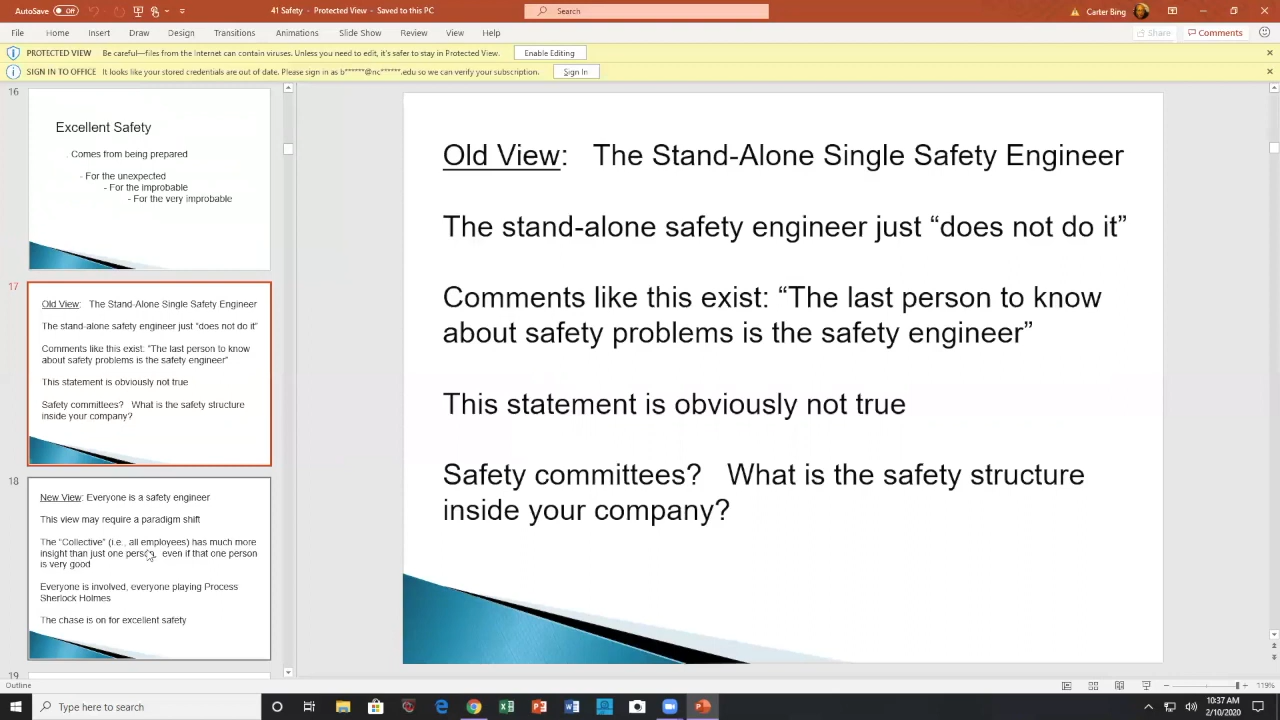 AutoSave Off
41 Safety - Protected View - Saved to this PC
Search
Carter Bing
File Home Insert Draw Design Transitions Animations Slide Show Review View Help
Share Comments
PROTECTED VIEW Be careful—files from the Internet can contain viruses. Unless you need to edit, it's safer to stay in Protected View. Enable Editing
SIGN IN TO OFFICE It looks like your stored credentials are out of date. Please sign in as b******@nc******.edu so we can verify your subscription. Sign In
16
Excellent Safety
. Comes from being prepared
- For the unexpected
- For the improbable
- For the very improbable
17
Old View: The Stand-Alone Single Safety Engineer
The stand-alone safety engineer just “does not do it”
Comments like this exist: “The last person to know
about safety problems is the safety engineer”
This statement is obviously not true
Safety committees? What is the safety structure
inside your company?
18
New View: Everyone is a safety engineer
This view may require a paradigm shift
The “Collective” (i.e., all employees) has much more
insight than just one person, even if that one person
is very good
Everyone is involved, everyone playing Process
Sherlock Holmes
The chase is on for excellent safety
19
Old View: The Stand-Alone Single Safety Engineer
The stand-alone safety engineer just “does not do it”
Comments like this exist: “The last person to know
about safety problems is the safety engineer”
This statement is obviously not true
Safety committees? What is the safety structure
inside your company?
Outline
119%
Type here to search
10:37 AM
2/10/2020